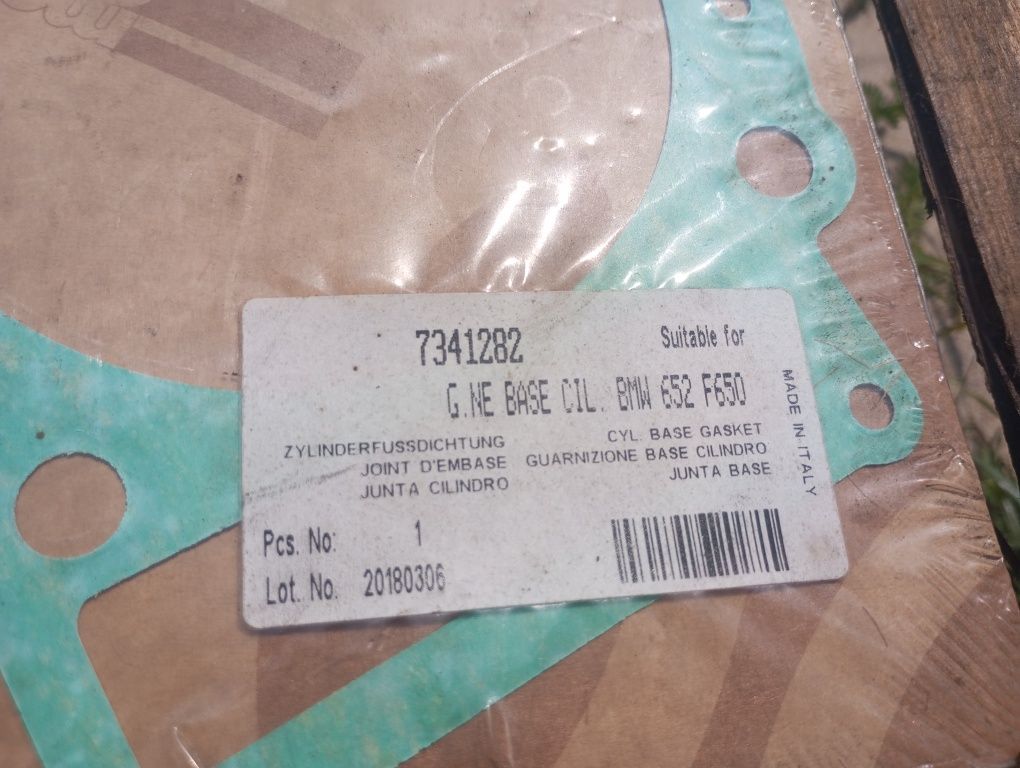 7341282 Suitable for
G.NE BASE CIL. BMW 652 F650
ZYLINDERFUSSDICHTUNG CYL. BASE GASKET
JOINT D'EMBASE GUARNIZIONE BASE CILINDRO
JUNTA CILINDRO JUNTA BASE
MADE IN ITALY
Pcs. No: 1
Lot. No. 20180306